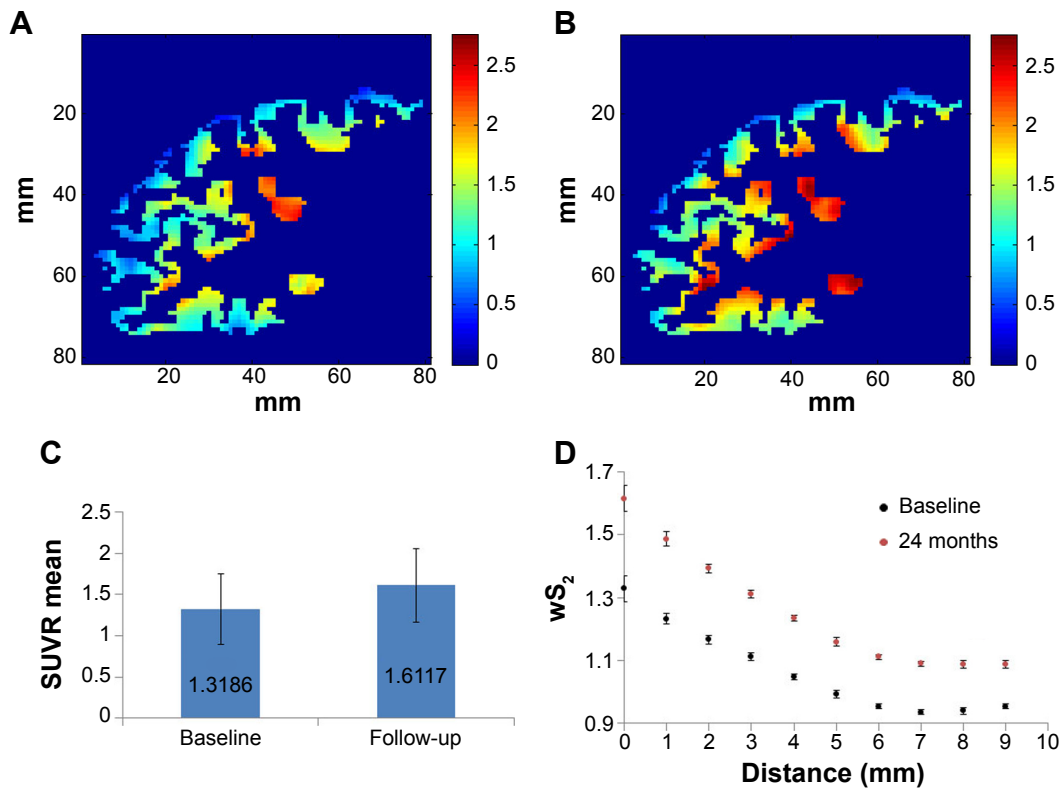 A
mm
20
40
60
80
20
40
60
80
mm
2.5
2
1.5
1
0.5
0
B
mm
20
40
60
80
20
40
60
80
mm
2.5
2
1.5
1
0.5
0
C
SUVR mean
2.5
2
1.5
1
0.5
0
1.3186
1.6117
Baseline
Follow-up
D
wS₂
1.7
1.5
1.3
1.1
0.9
Baseline
24 months
0 1 2 3 4 5 6 7 8 9 10
Distance (mm)